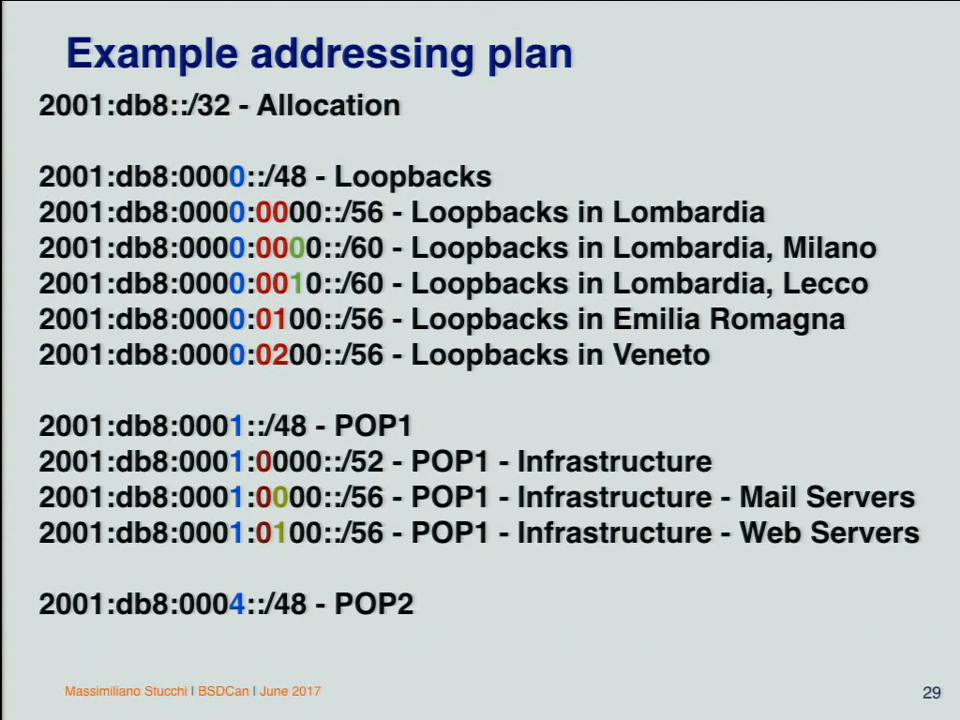 Example addressing plan
2001:db8::/32 - Allocation
2001:db8:0000::/48 - Loopbacks
2001:db8:0000:0000::/56 - Loopbacks in Lombardia
2001:db8:0000:0000::/60 - Loopbacks in Lombardia, Milano
2001:db8:0000:0010::/60 - Loopbacks in Lombardia, Lecco
2001:db8:0000:0100::/56 - Loopbacks in Emilia Romagna
2001:db8:0000:0200::/56 - Loopbacks in Veneto
2001:db8:0001::/48 - POP1
2001:db8:0001:0000::/52 - POP1 - Infrastructure
2001:db8:0001:0000::/56 - POP1 - Infrastructure - Mail Servers
2001:db8:0001:0100::/56 - POP1 - Infrastructure - Web Servers
2001:db8:0004::/48 - POP2
Massimiliano Stucchi | BSDCan | June 2017
29